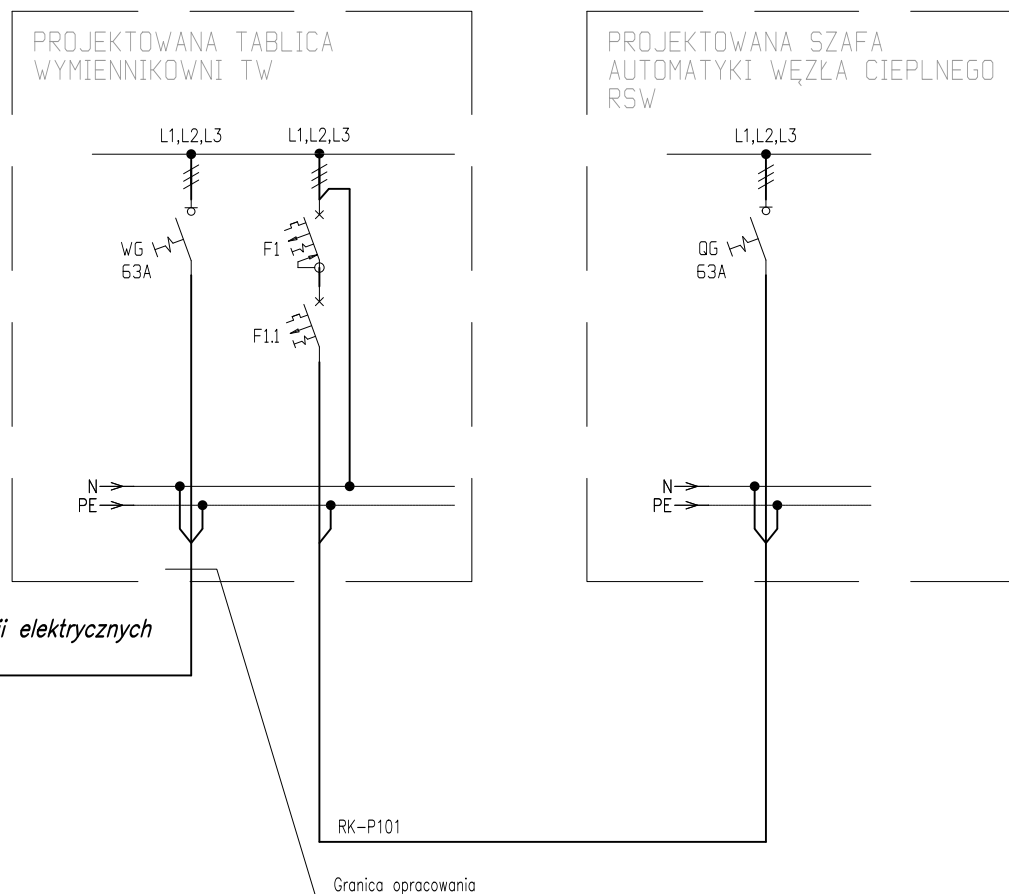 PROJEKTOWANA TABLICA
WYMIENNIKOWNI TW
L1,L2,L3
L1,L2,L3
WG
63A
F1
F1.1
N
PE
PROJEKTOWANA SZAFA
AUTOMATYKI WĘZŁA CIEPLNEGO
RSW
L1,L2,L3
QG
63A
N
PE
ii elektrycznych
RK-P101
Granica opracowania